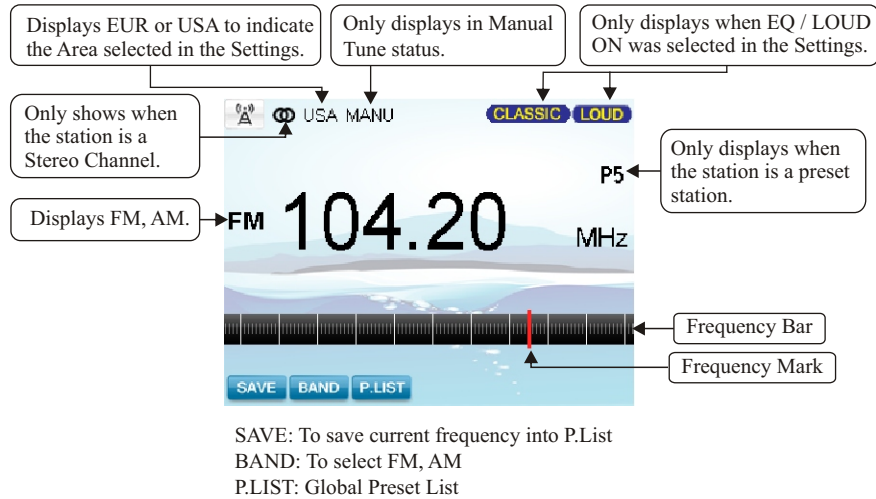 Displays EUR or USA to indicate
the Area selected in the Settings.
Only displays in Manual
Tune status.
Only displays when EQ / LOUD
ON was selected in the Settings.
Only shows when
the station is a
Stereo Channel.
USA MANU
CLASSIC LOUD
Only displays when
the station is a preset
station.
P5
Displays FM, AM.
FM 104.20 MHz
Frequency Bar
Frequency Mark
SAVE BAND P.LIST
SAVE: To save current frequency into P.List
BAND: To select FM, AM
P.LIST: Global Preset List